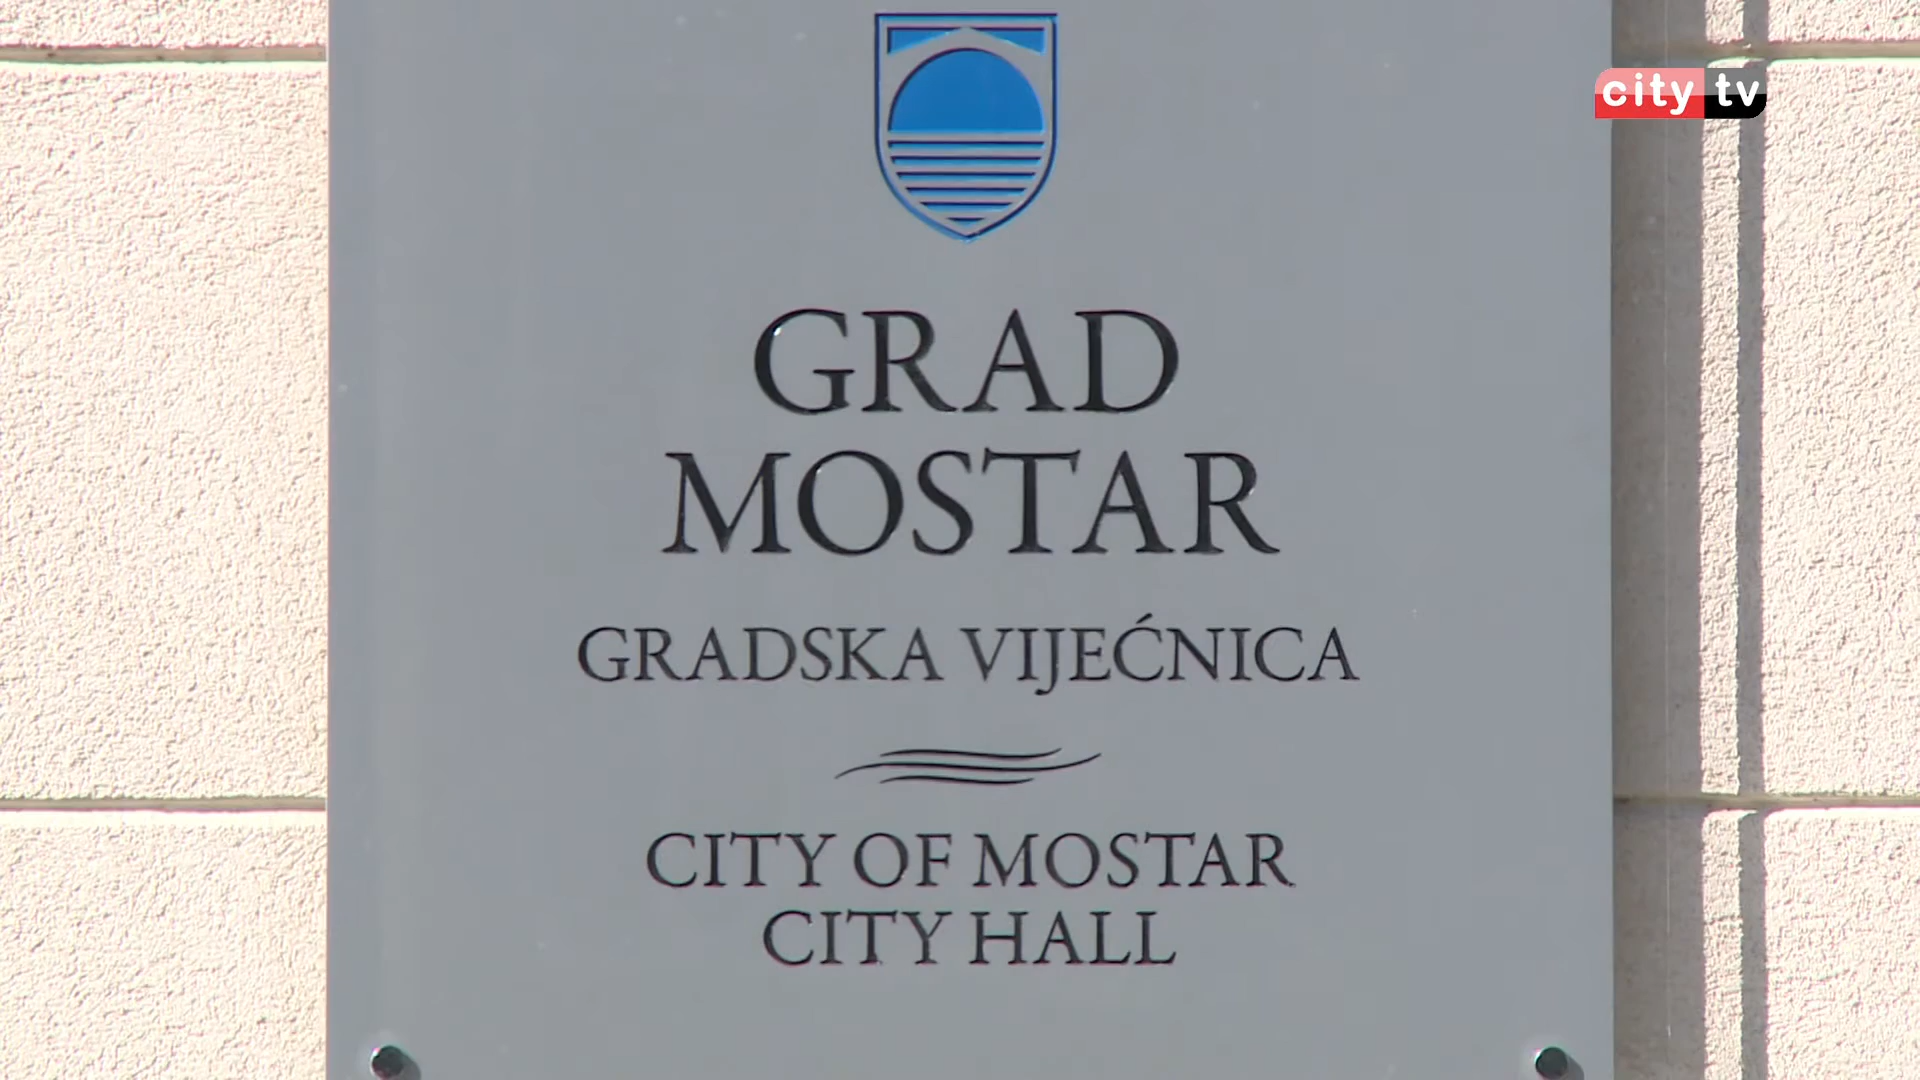 city tv
GRAD
MOSTAR
GRADSKA VIJEĆNICA
CITY OF MOSTAR
CITY HALL